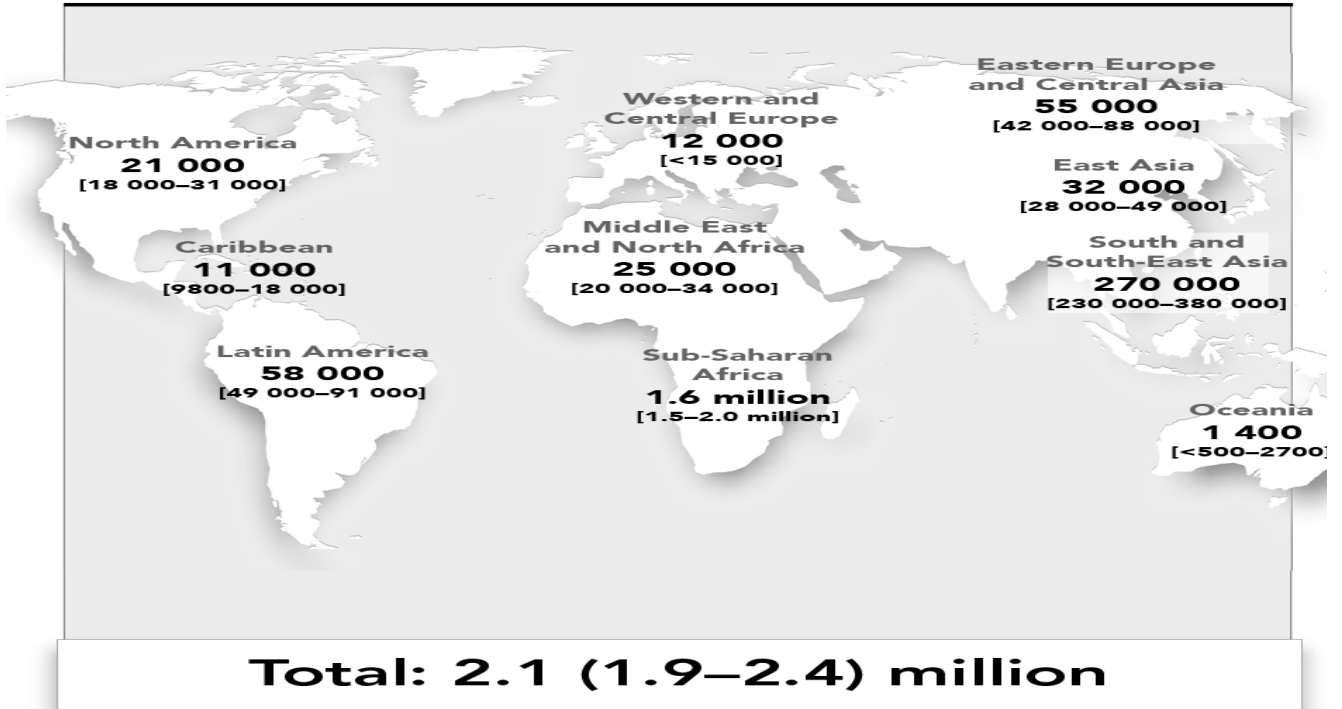 Eastern Europe
and Central Asia
55 000
[42 000–88 000]
Western and
Central Europe
12 000
[<15 000]
North America
21 000
[18 000–31 000]
East Asia
32 000
[28 000–49 000]
Middle East
and North Africa
25 000
[20 000–34 000]
Caribbean
11 000
[9800–18 000]
South and
South-East Asia
270 000
[230 000–380 000]
Latin America
58 000
[49 000–91 000]
Sub-Saharan
Africa
1.6 million
[1.5–2.0 million]
Oceania
1 400
[<500–2700]
Total: 2.1 (1.9–2.4) million